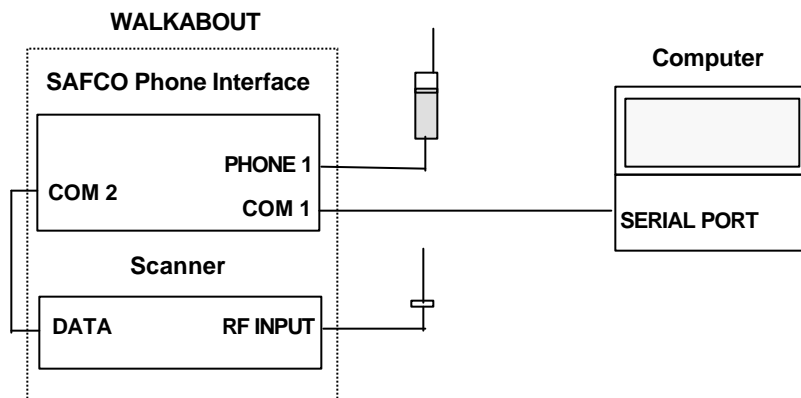 WALKABOUT
SAFCO Phone Interface
Computer
PHONE 1
COM 2
COM 1
SERIAL PORT
Scanner
DATA
RF INPUT